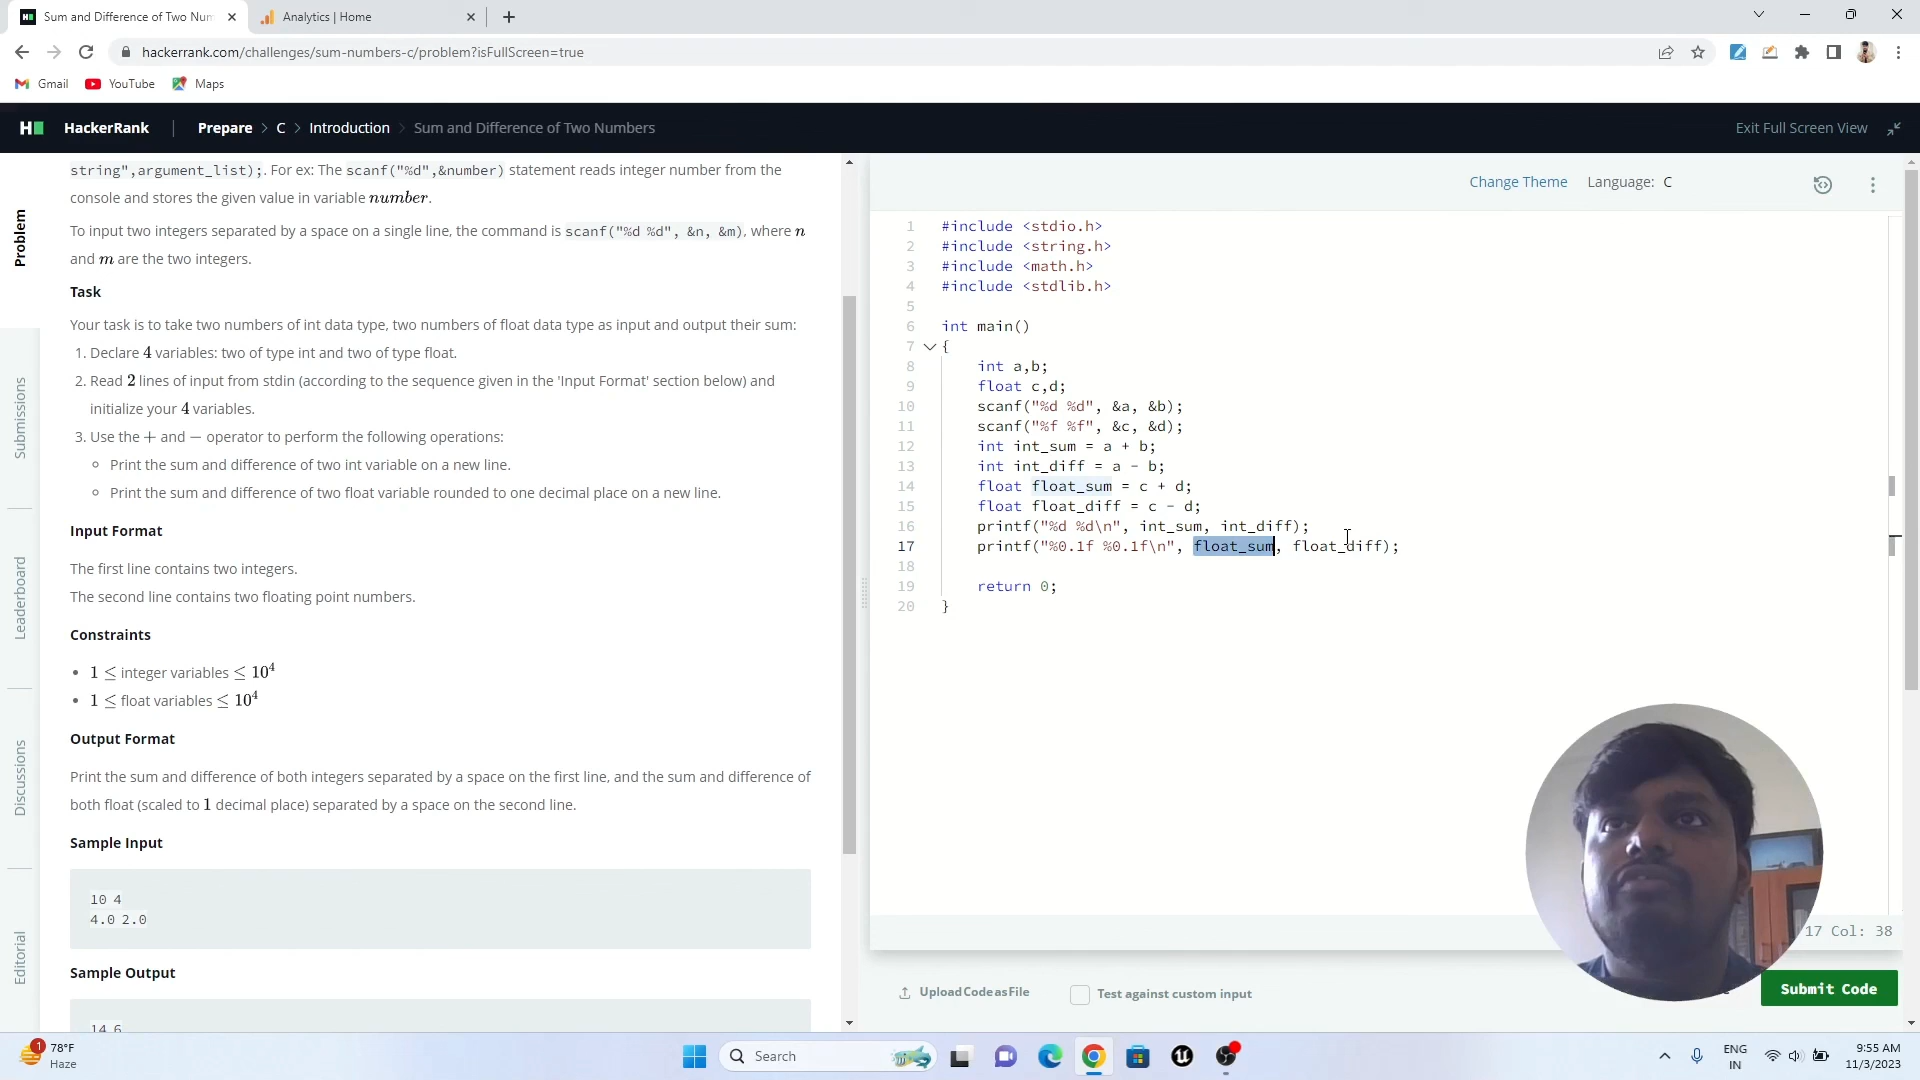 Sum and Difference of Two Num
Analytics | Home
hackerrank.com/challenges/sum-numbers-c/problem?isFullScreen=true
Gmail
YouTube
Maps
HackerRank
Prepare > C > Introduction > Sum and Difference of Two Numbers
Exit Full Screen View
Problem
Submissions
Leaderboard
Discussions
Editorial
string",argument_list);. For ex: The scanf("%d",&number) statement reads integer number from the
console and stores the given value in variable number.
To input two integers separated by a space on a single line, the command is scanf("%d %d", &n, &m), where n
and m are the two integers.
Task
Your task is to take two numbers of int data type, two numbers of float data type as input and output their sum:
1. Declare 4 variables: two of type int and two of type float.
2. Read 2 lines of input from stdin (according to the sequence given in the 'Input Format' section below) and
initialize your 4 variables.
3. Use the + and − operator to perform the following operations:
Print the sum and difference of two int variable on a new line.
Print the sum and difference of two float variable rounded to one decimal place on a new line.
Input Format
The first line contains two integers.
The second line contains two floating point numbers.
Constraints
1 ≤ integer variables ≤ 10^4
1 ≤ float variables ≤ 10^4
Output Format
Print the sum and difference of both integers separated by a space on the first line, and the sum and difference of
both float (scaled to 1 decimal place) separated by a space on the second line.
Sample Input
10 4
4.0 2.0
Sample Output
14 6
Change Theme
Language: C
1 #include <stdio.h>
2 #include <string.h>
3 #include <math.h>
4 #include <stdlib.h>
5
6 int main()
7 {
8 int a,b;
9 float c,d;
10 scanf("%d %d", &a, &b);
11 scanf("%f %f", &c, &d);
12 int int_sum = a + b;
13 int int_diff = a - b;
14 float float_sum = c + d;
15 float float_diff = c - d;
16 printf("%d %d\n", int_sum, int_diff);
17 printf("%0.1f %0.1f\n", float_sum, float_diff);
18
19 return 0;
20 }
17 Col: 38
Upload Code as File
Test against custom input
Submit Code
1
78°F
Haze
Search
ENG
IN
9:55 AM
11/3/2023